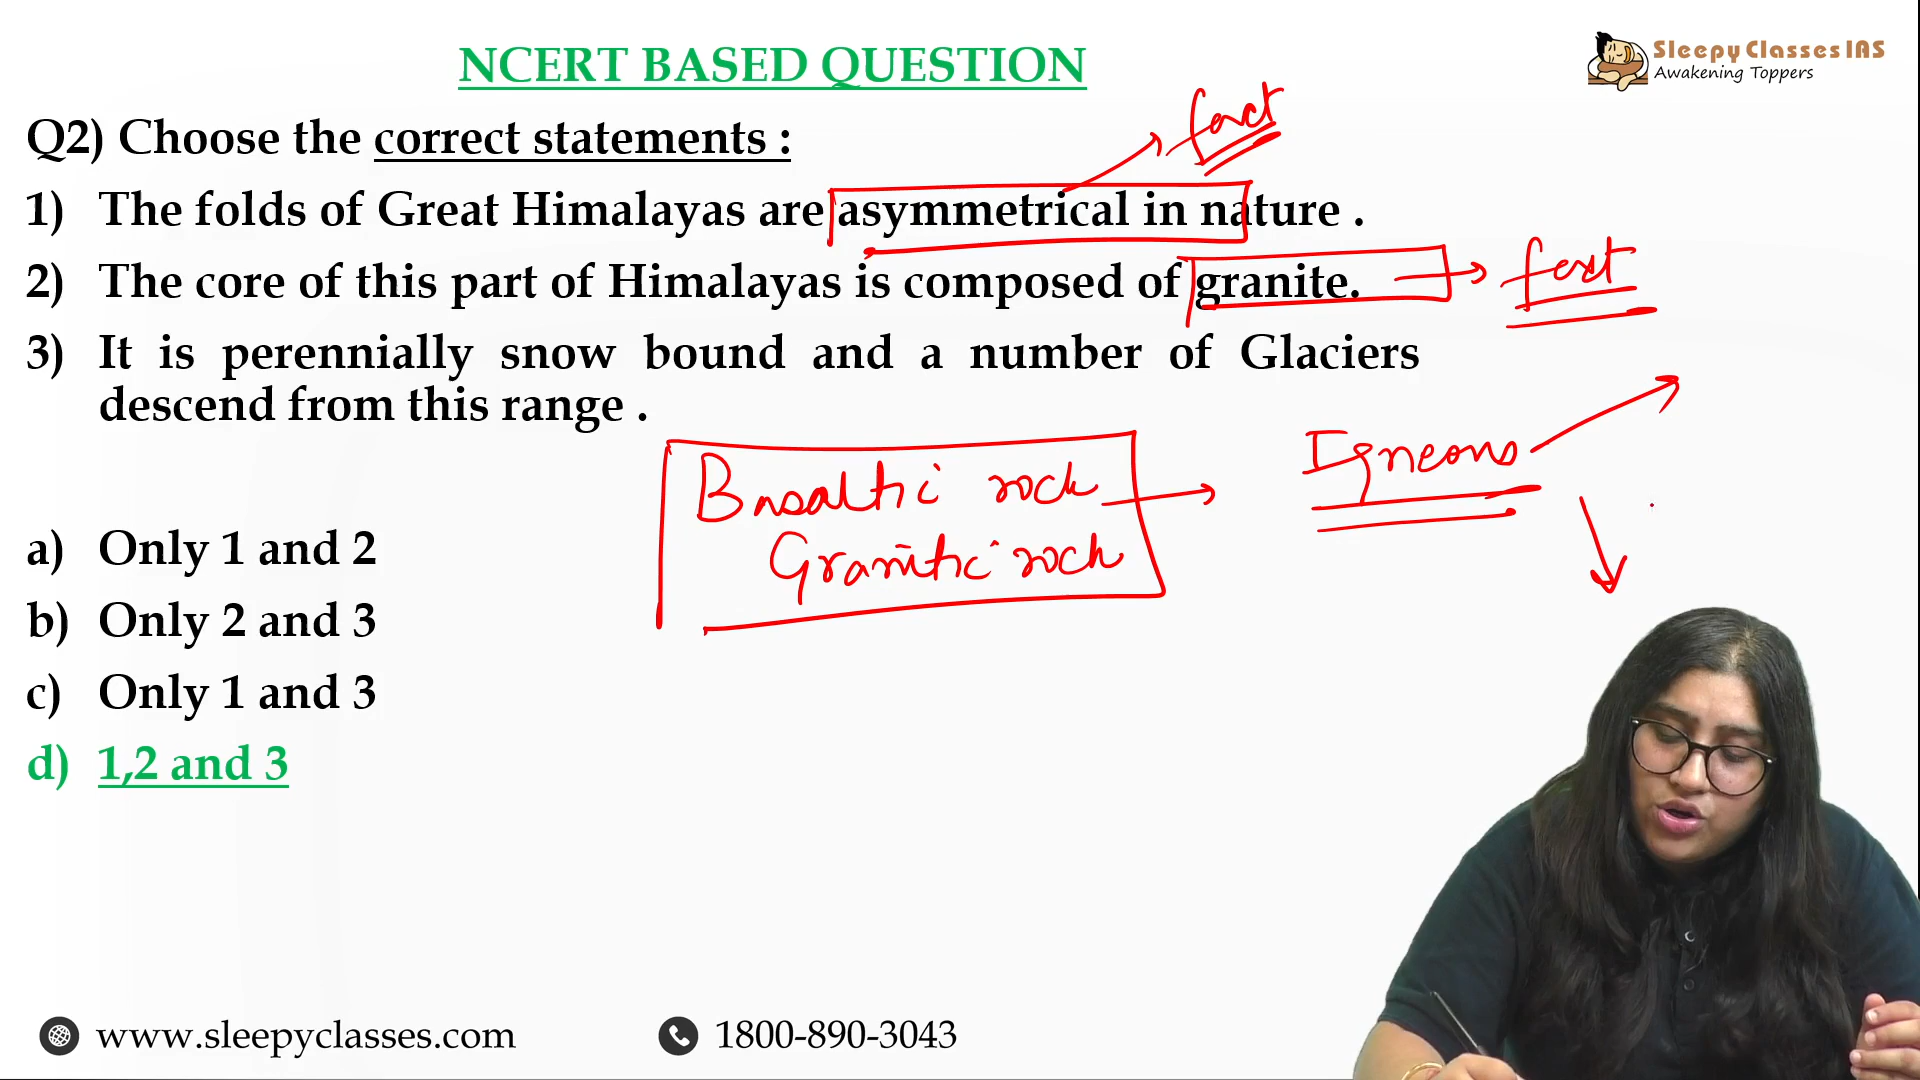 NCERT BASED QUESTION
Sleepy Classes IAS
Awakening Toppers
fact
Q2) Choose the correct statements :
1) The folds of Great Himalayas are asymmetrical in nature .
2) The core of this part of Himalayas is composed of granite.
fact
3) It is perennially snow bound and a number of Glaciers
descend from this range .
Basaltic rock
Igneous
Granitic rock
a) Only 1 and 2
b) Only 2 and 3
c) Only 1 and 3
d) 1,2 and 3
www.sleepyclasses.com
1800-890-3043